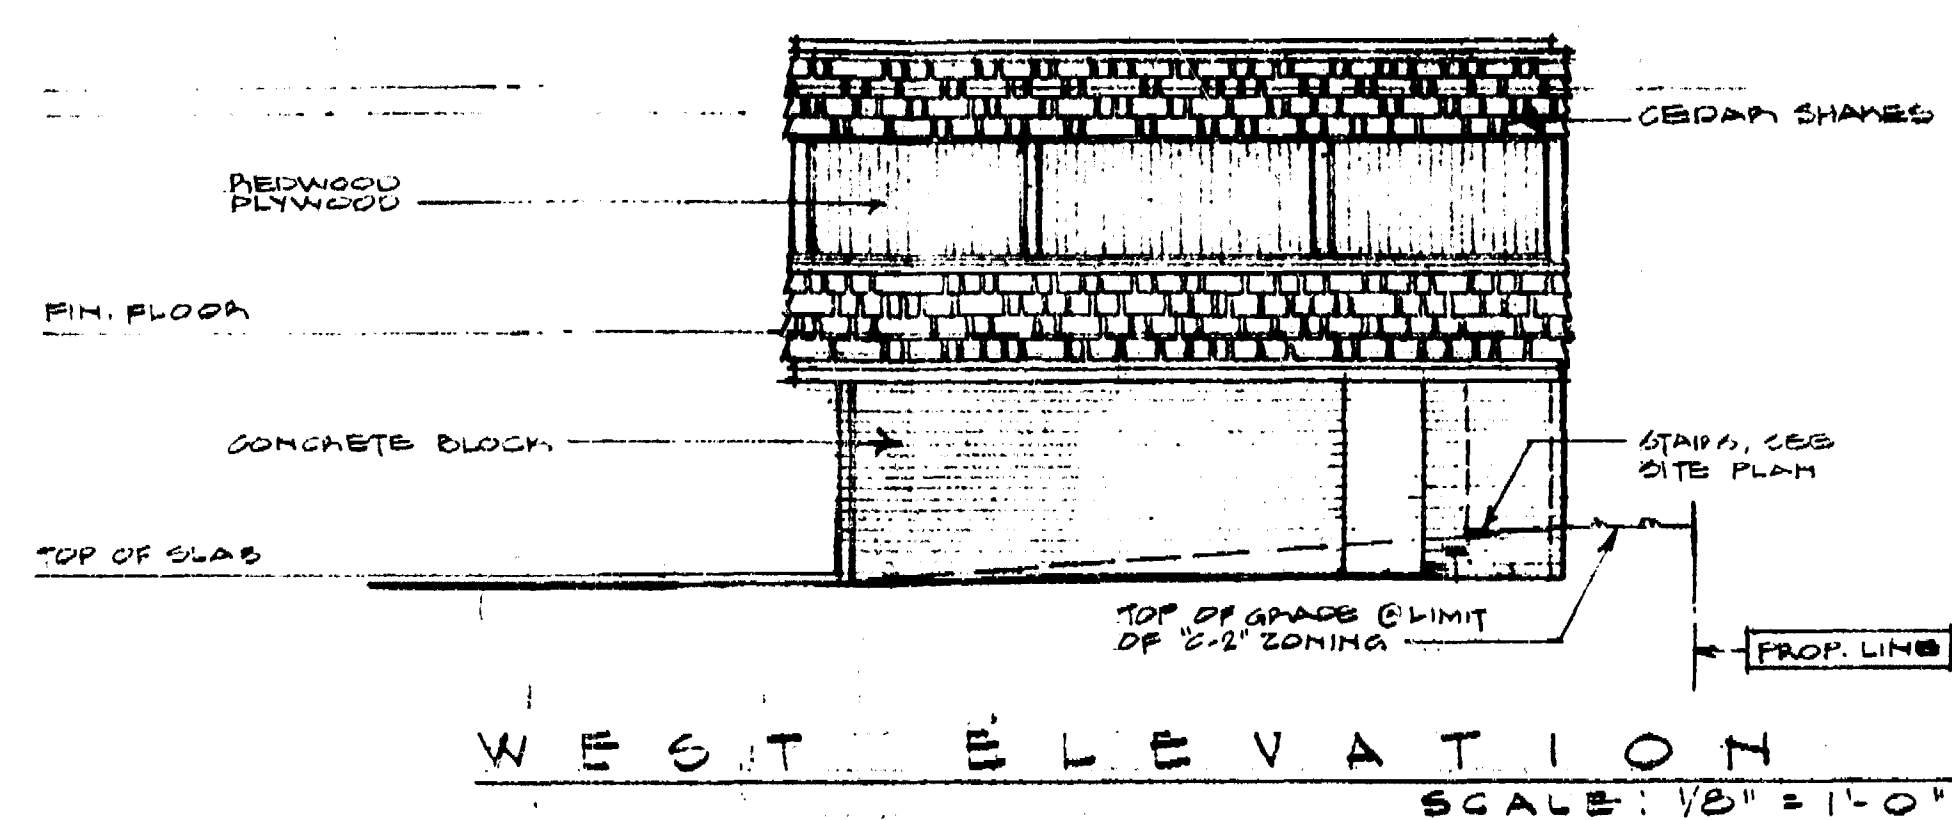 CEDAR SHAKES
REDWOOD
PLYWOOD
FIN. FLOOR
CONCRETE BLOCK
STAIRS, SEE
SITE PLAN
TOP OF SLAB
TOP OF GRADE @ LIMIT
OF "C-2" ZONING
PROP. LINE
WEST ELEVATION
SCALE: 1/8" = 1'-0"